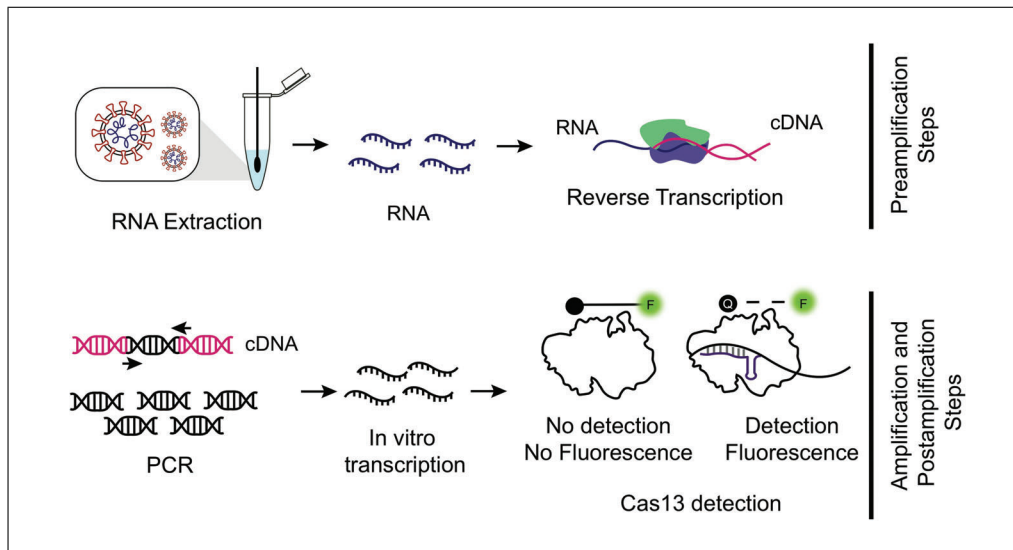 RNA Extraction
RNA
RNA
cDNA
Reverse Transcription
Preamplification
Steps
cDNA
PCR
In vitro
transcription
F
No detection
No Fluorescence
Q
F
Detection
Fluorescence
Cas13 detection
Amplification and
Postamplification
Steps